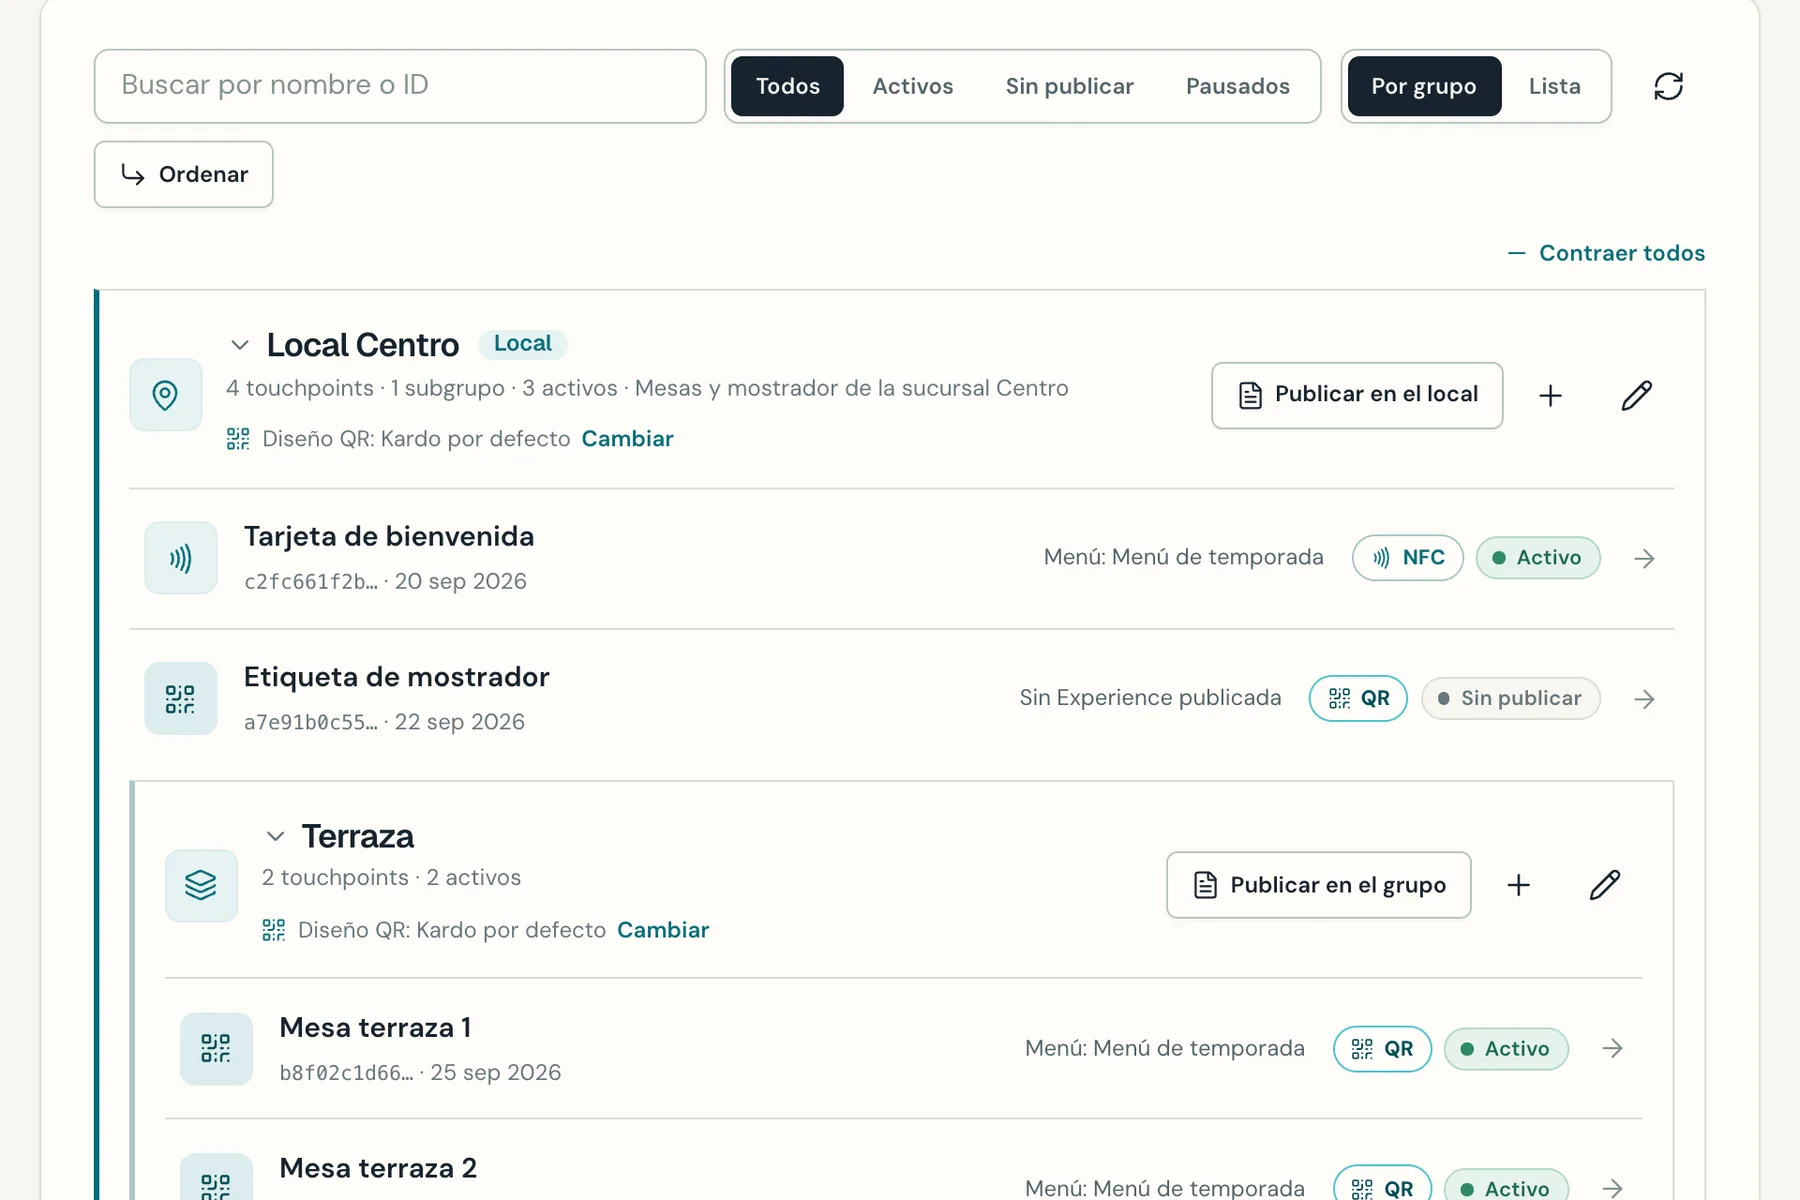 Buscar por nombre o ID
Todos Activos Sin publicar Pausados
Por grupo Lista
Ordenar
— Contraer todos
Local Centro Local
4 touchpoints · 1 subgrupo · 3 activos · Mesas y mostrador de la sucursal Centro
Diseño QR: Kardo por defecto Cambiar
Publicar en el local
Tarjeta de bienvenida
c2fc661f2b… · 20 sep 2026
Menú: Menú de temporada NFC Activo
Etiqueta de mostrador
a7e91b0c55… · 22 sep 2026
Sin Experience publicada QR Sin publicar
Terraza
2 touchpoints · 2 activos
Diseño QR: Kardo por defecto Cambiar
Publicar en el grupo
Mesa terraza 1
b8f02c1d66… · 25 sep 2026
Menú: Menú de temporada QR Activo
Mesa terraza 2
Menú: Menú de temporada QR Activo